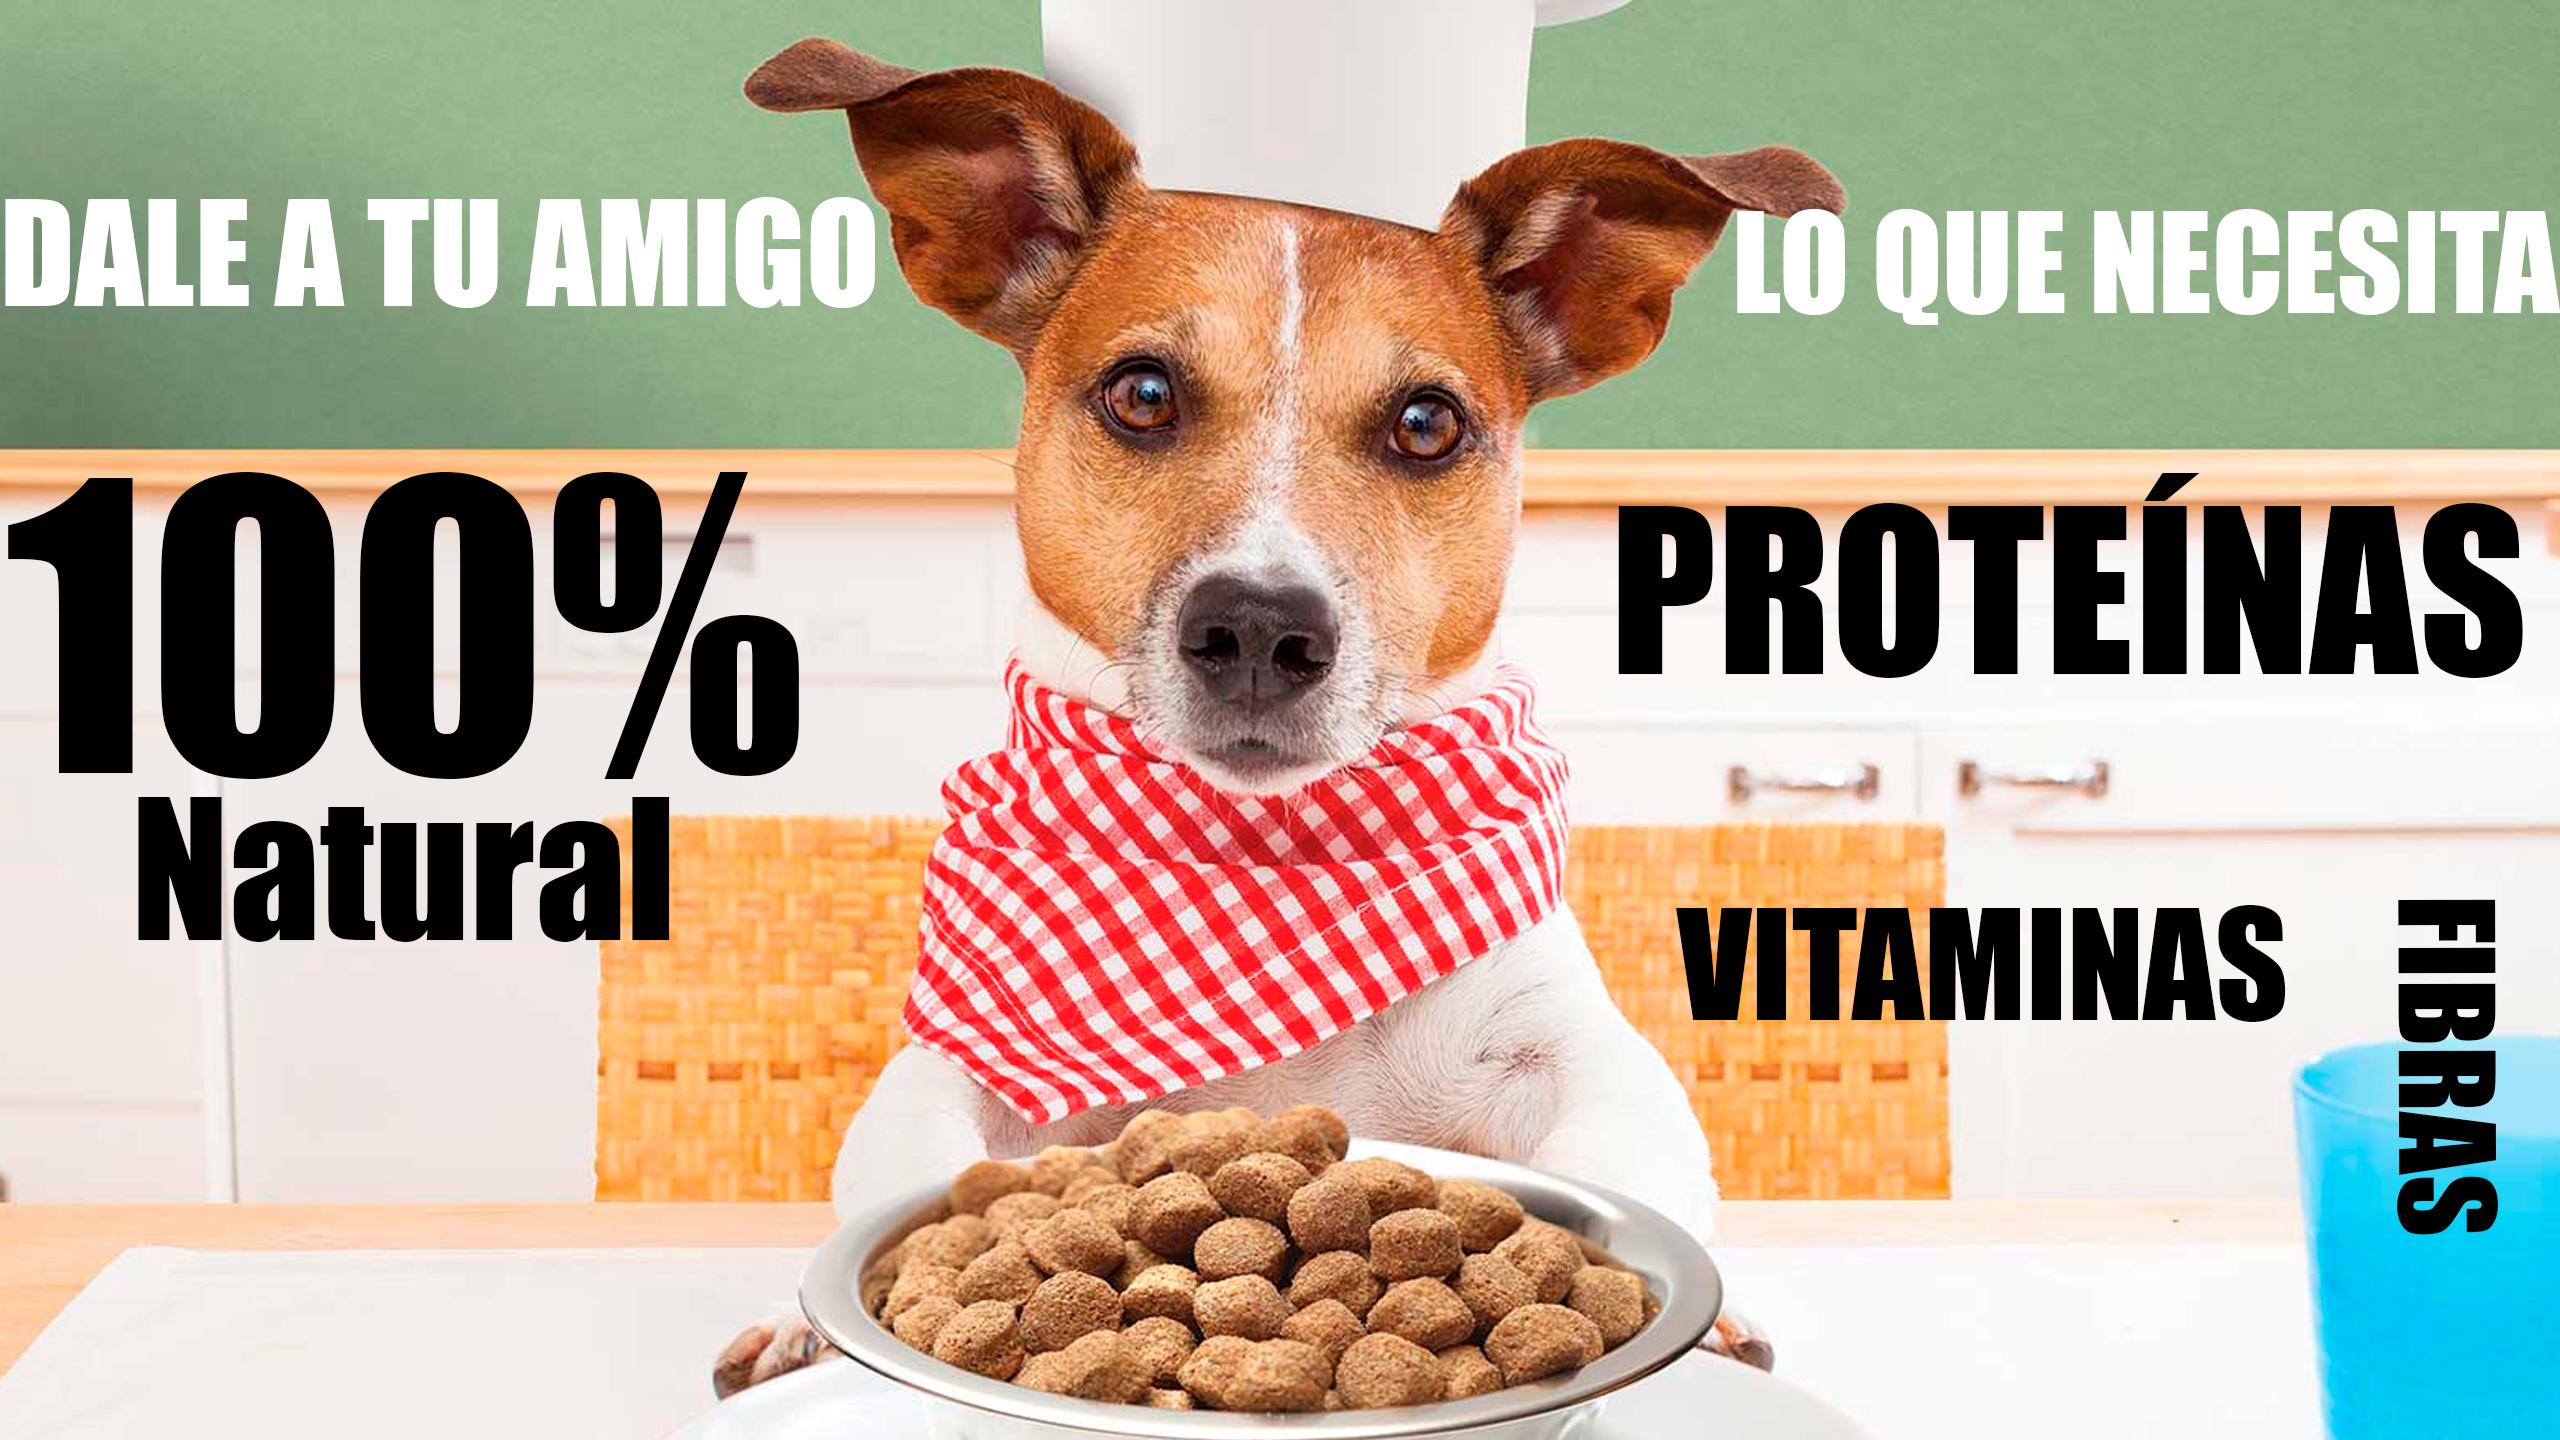 DALE A TU AMIGO
LO QUE NECESITA
100%
Natural
PROTEÍNAS
VITAMINAS
FIBRAS